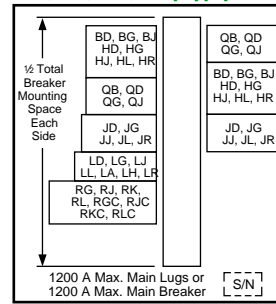 ½ Total
Breaker
Mounting
Space
Each
Side
BD, BG, BJ
HD, HG
HJ, HL, HR
QB, QD
QG, QJ
JD, JG
JJ, JL, JR
LD, LG, LJ
LL, LA, LH, LR
RG, RJ, RK,
RL, RGC, RJC
RKC, RLC
QB, QD
QG, QJ
BD, BG, BJ
HD, HG
HJ, HL, HR
JD, JG
JJ, JL, JR
1200 A Max. Main Lugs or
1200 A Max. Main Breaker
S/N